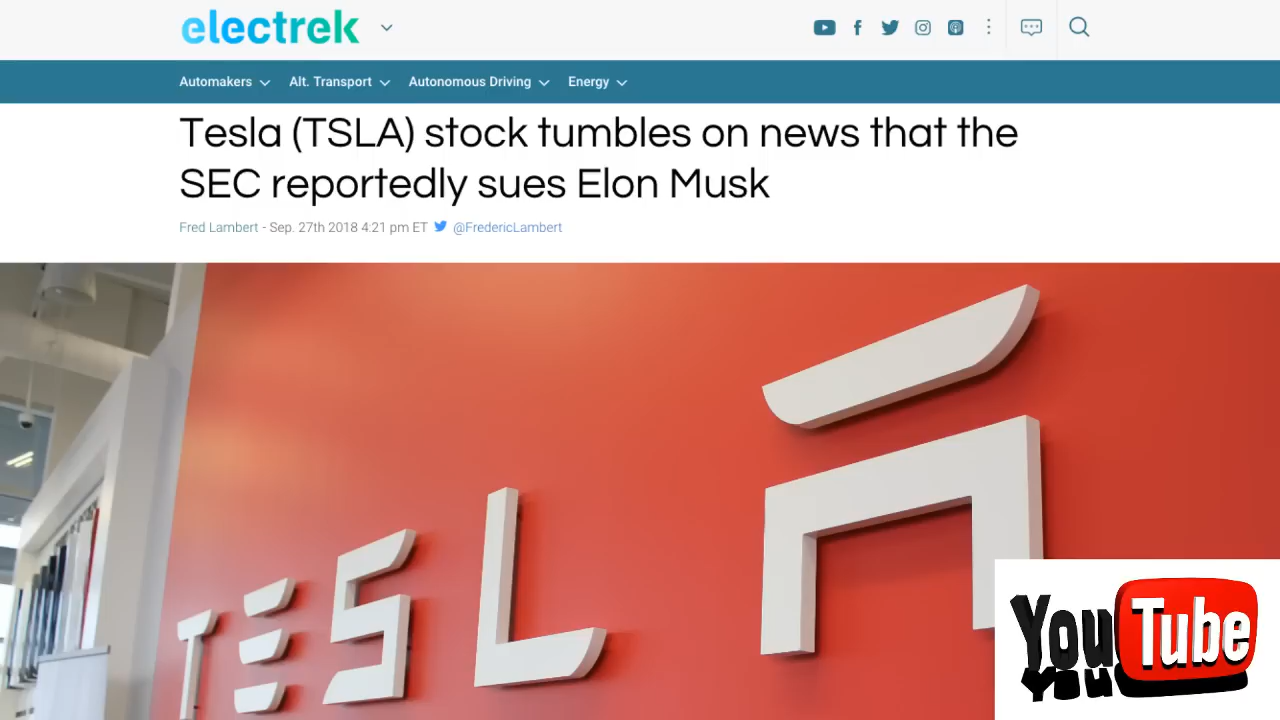 electrek
Automakers Alt. Transport Autonomous Driving Energy
Tesla (TSLA) stock tumbles on news that the
SEC reportedly sues Elon Musk
Fred Lambert - Sep. 27th 2018 4:21 pm ET @FredericLambert
TESLA
YouTube
You